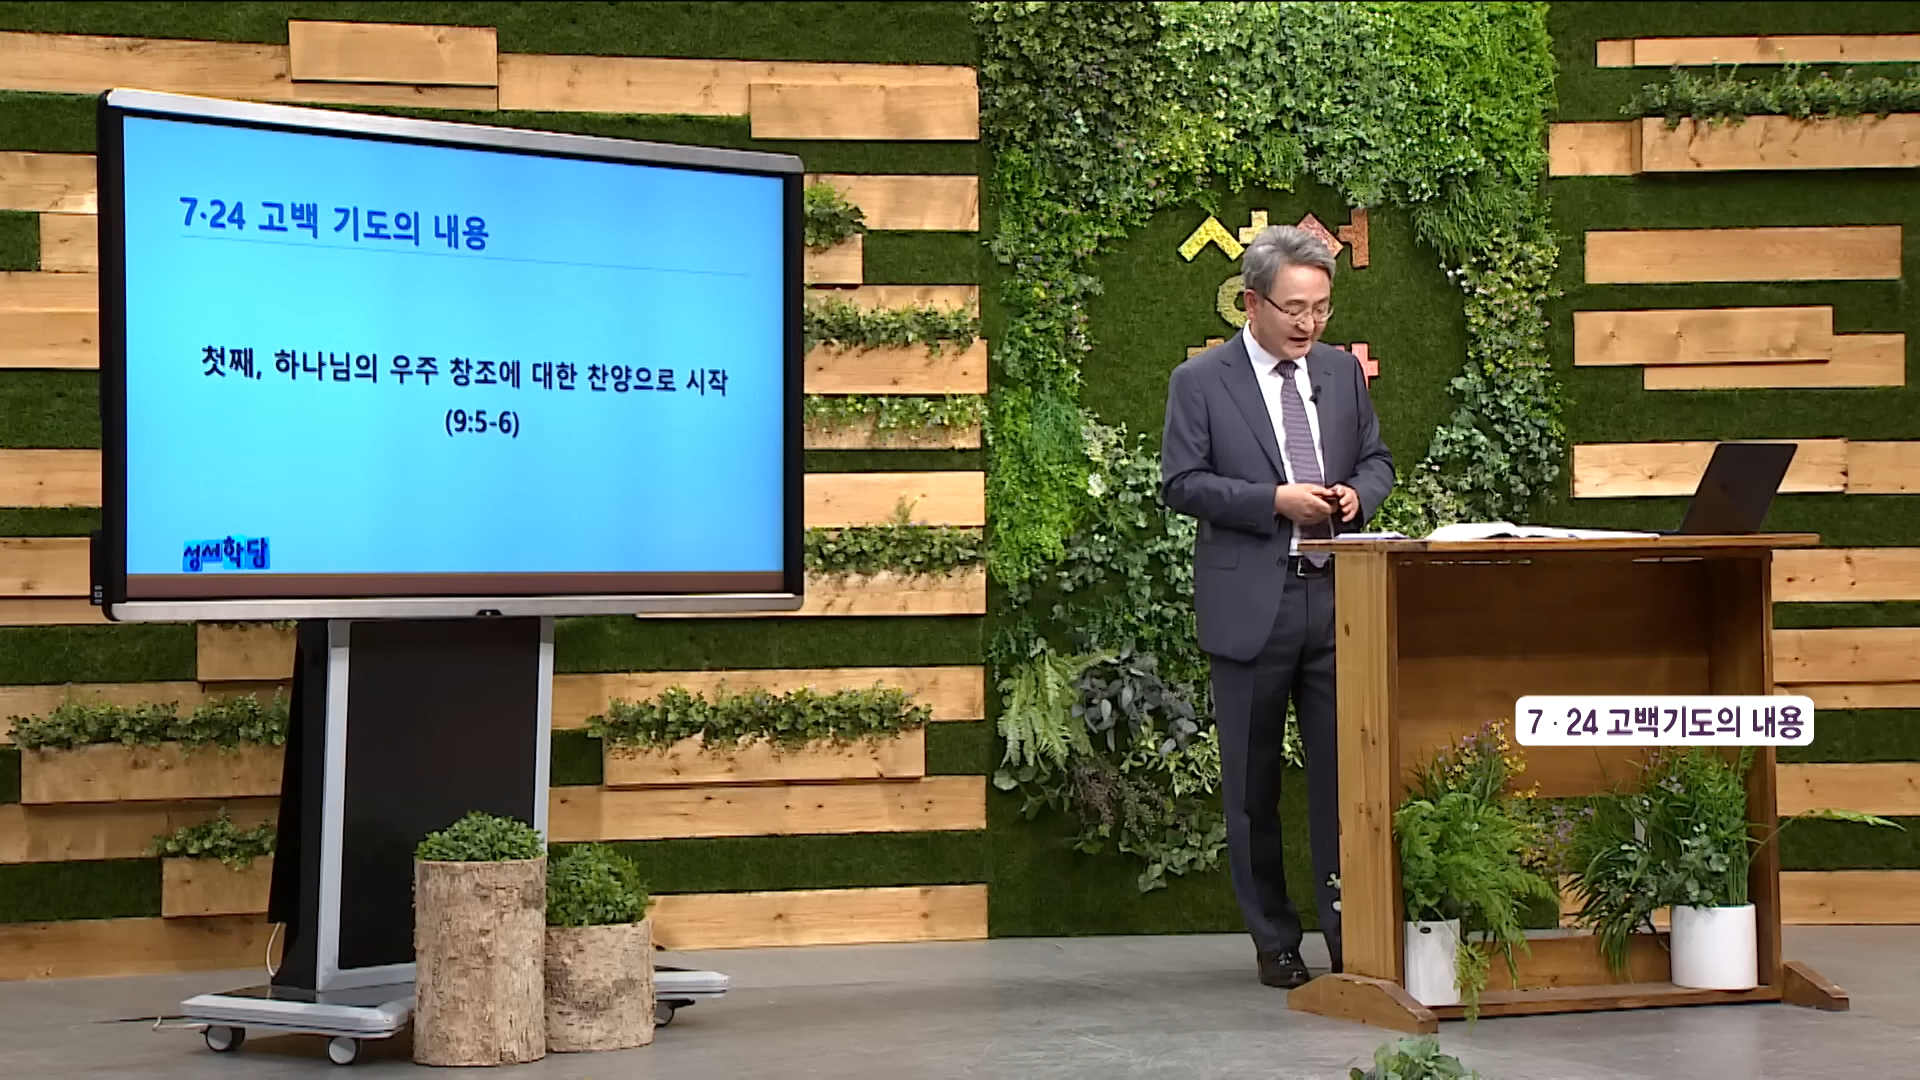 7·24 고백 기도의 내용
첫째, 하나님의 우주 창조에 대한 찬양으로 시작
(9:5-6)
성서학당
7·24 고백기도의 내용